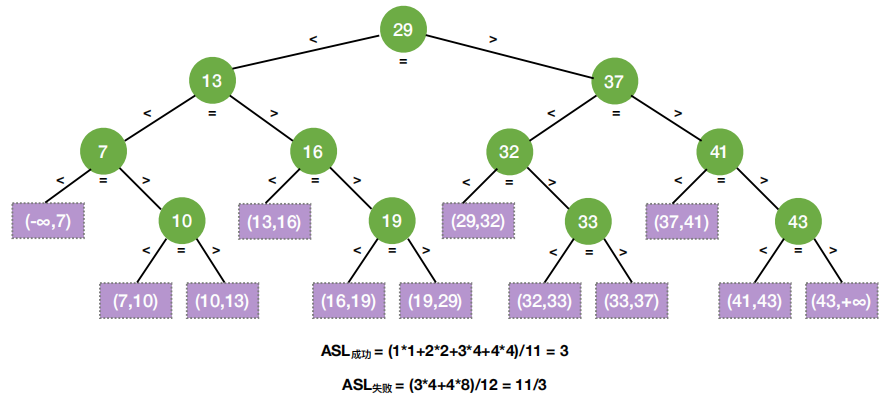 29
< >
=
13 37
< = > < = >
7 16 32 41
< = > < = > < = > < = >
(-∞,7) 10 (13,16) 19 (29,32) 33 (37,41) 43
< = > < = > < = > < = >
(7,10) (10,13) (16,19) (19,29) (32,33) (33,37) (41,43) (43,+∞)
ASL成功 = (1*1+2*2+3*4+4*4)/11 = 3
ASL失败 = (3*4+4*8)/12 = 11/3